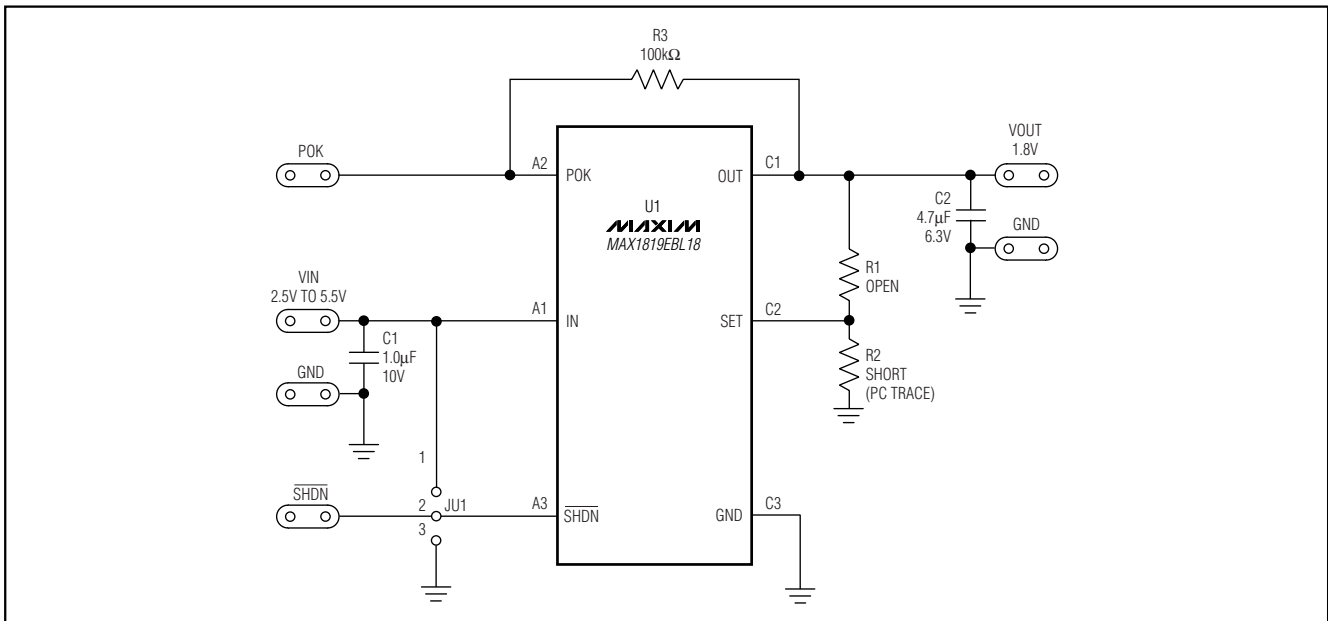 R3
100kΩ
POK
A2
POK
OUT
C1
VOUT
1.8V
U1
MAXIM
MAX1819EBL18
C2
4.7µF
6.3V
GND
R1
OPEN
VIN
2.5V TO 5.5V
A1
IN
SET
C2
C1
1.0µF
10V
R2
SHORT
(PC TRACE)
GND
1
SHDN
2
JU1
A3
SHDN
GND
C3
3